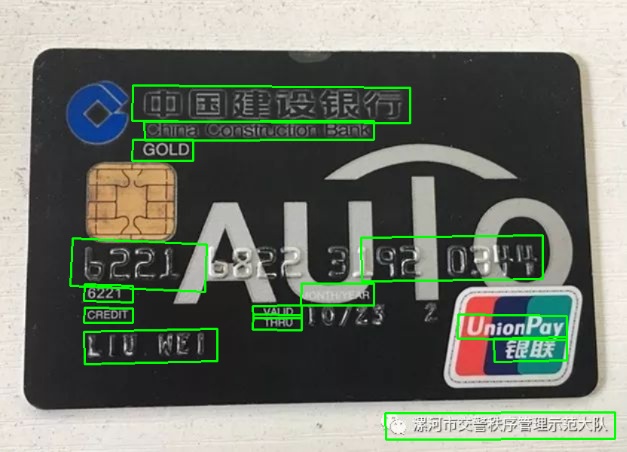 中国建设银行
China Construction Bank
GOLD
AUTO
6221 6822 3192 0344
6221
MONTH/YEAR
CREDIT
VALID THRU
10/23 2
LIU WEI
UnionPay
银联
漯河市交警秩序管理示范大队